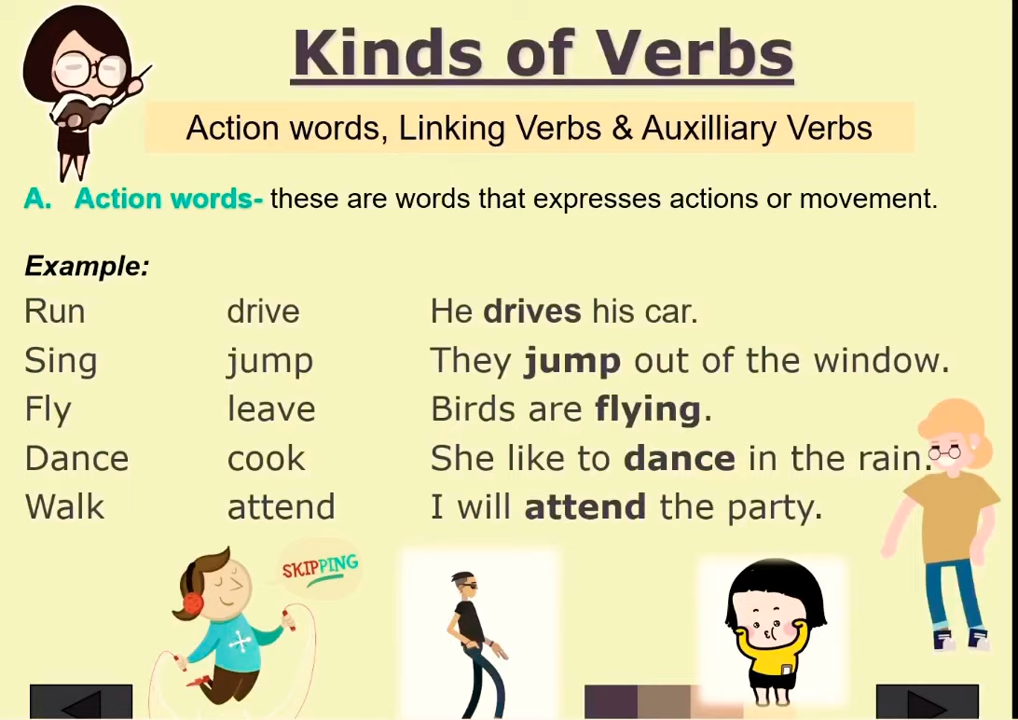 Kinds of Verbs
Action words, Linking Verbs & Auxilliary Verbs
A. Action words- these are words that expresses actions or movement.
Example:
Run drive He drives his car.
Sing jump They jump out of the window.
Fly leave Birds are flying.
Dance cook She like to dance in the rain.
Walk attend I will attend the party.
SKIPPING